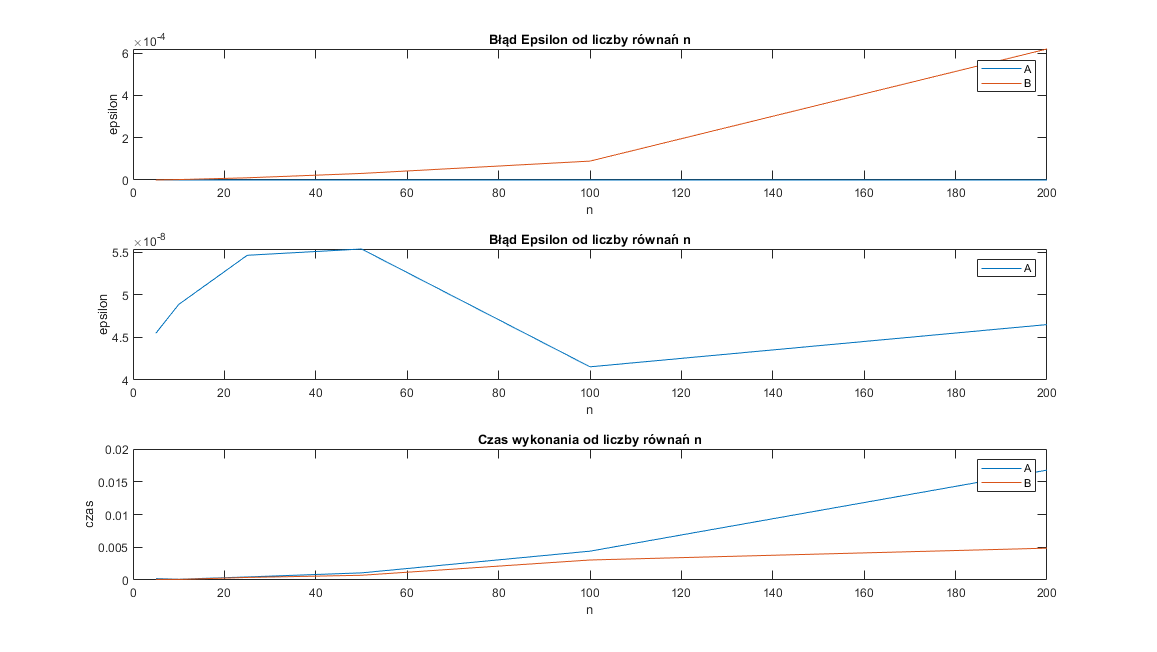 Błąd Epsilon od liczby równań n
×10-4
6
4
2
0
epsilon
0 20 40 60 80 100 120 140 160 180 200
n
A
B
Błąd Epsilon od liczby równań n
×10-8
5.5
5
4.5
4
epsilon
0 20 40 60 80 100 120 140 160 180 200
n
A
Czas wykonania od liczby równań n
0.02
0.015
0.01
0.005
0
czas
0 20 40 60 80 100 120 140 160 180 200
n
A
B